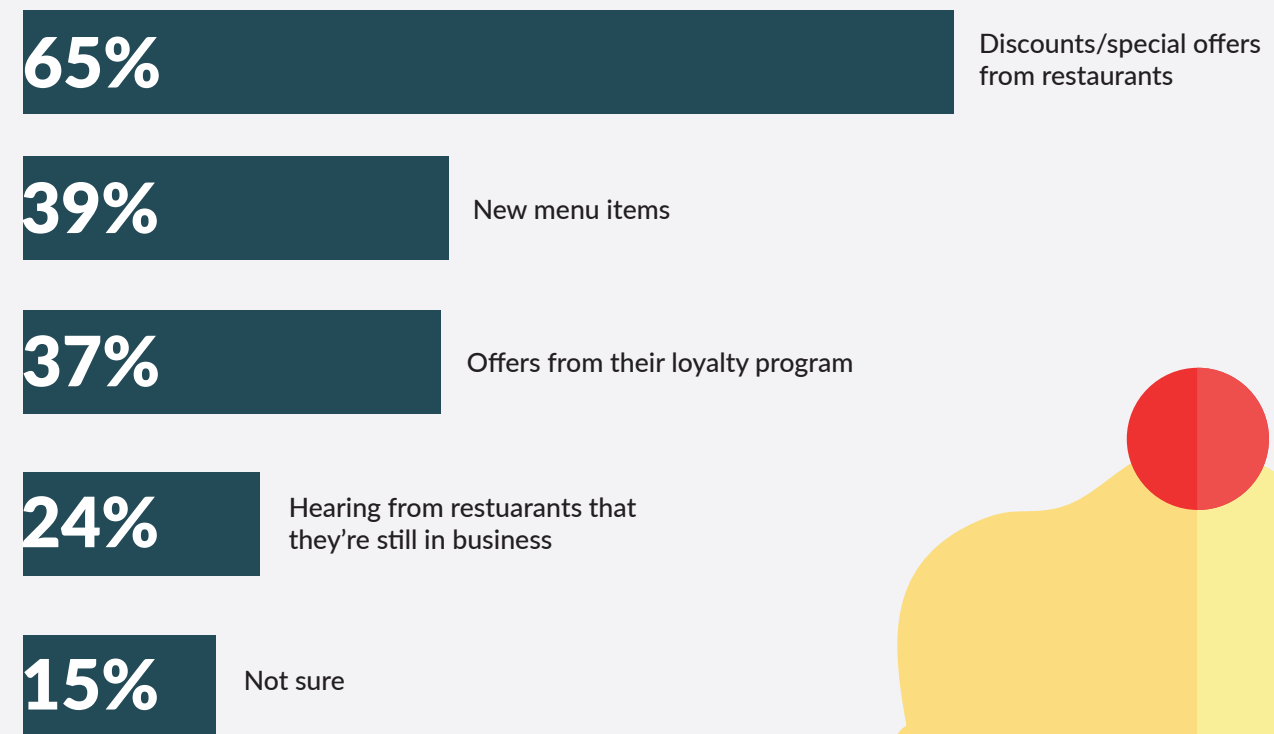 65%
Discounts/special offers
from restaurants
39%
New menu items
37%
Offers from their loyalty program
24%
Hearing from restuarants that
they’re still in business
15%
Not sure